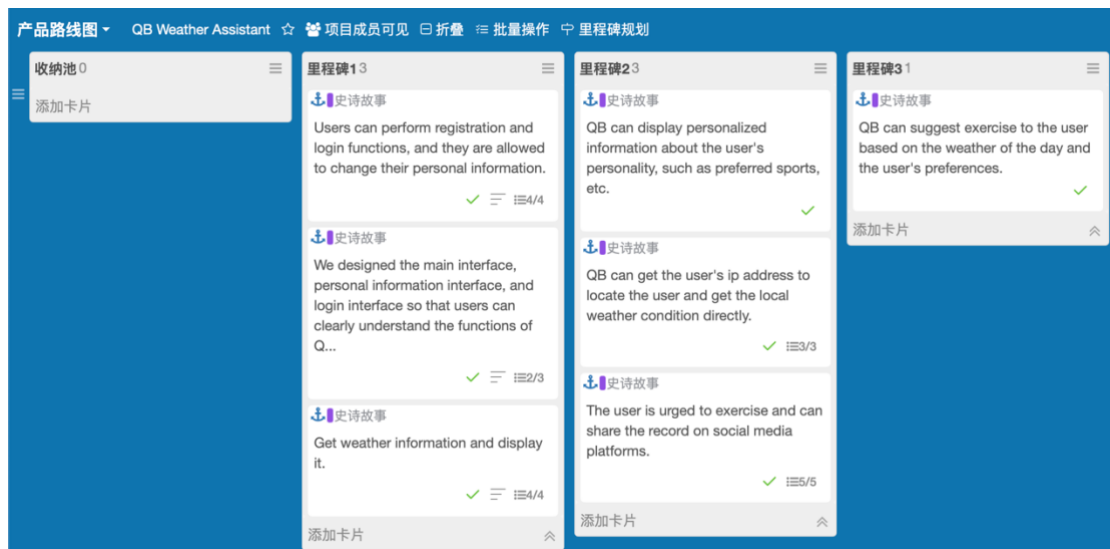 产品路线图 QB Weather Assistant 项目成员可见 折叠 批量操作 里程碑规划
收纳池 0
添加卡片
里程碑1 3
史诗故事
Users can perform registration and
login functions, and they are allowed
to change their personal information.
4/4
史诗故事
We designed the main interface,
personal information interface, and
login interface so that users can
clearly understand the functions of
Q...
2/3
史诗故事
Get weather information and display
it.
4/4
添加卡片
里程碑2 3
史诗故事
QB can display personalized
information about the user's
personality, such as preferred sports,
etc.
史诗故事
QB can get the user's ip address to
locate the user and get the local
weather condition directly.
3/3
史诗故事
The user is urged to exercise and can
share the record on social media
platforms.
5/5
添加卡片
里程碑3 1
史诗故事
QB can suggest exercise to the user
based on the weather of the day and
the user's preferences.
添加卡片